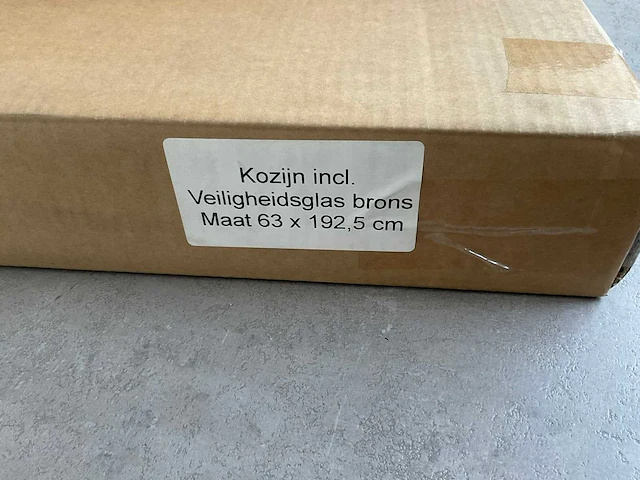 Kozijn incl.
Veiligheidsglas brons
Maat 63 x 192,5 cm